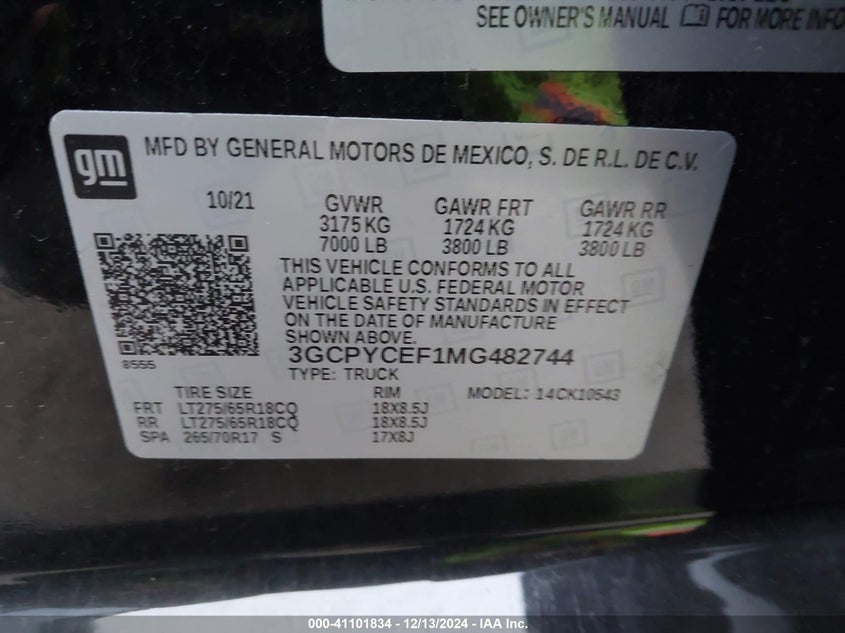 SEE OWNER'S MANUAL FOR MORE INFO
gm
MFD BY GENERAL MOTORS DE MEXICO, S. DE R.L. DE C.V.
10/21 GVWR GAWR FRT GAWR RR
3175 KG 1724 KG 1724 KG
7000 LB 3800 LB 3800 LB
THIS VEHICLE CONFORMS TO ALL
APPLICABLE U.S. FEDERAL MOTOR
VEHICLE SAFETY STANDARDS IN EFFECT
ON THE DATE OF MANUFACTURE
SHOWN ABOVE.
3GCPYCEF1MG482744
8555 TYPE: TRUCK
TIRE SIZE RIM MODEL: 14CK10543
FRT LT275/65R18CQ 18X8.5J
RR LT275/65R18CQ 18X8.5J
SPA 265/70R17 S 17X8J
000-41101834 - 12/13/2024 - IAA Inc.